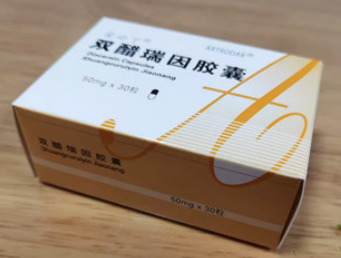 ARTRODAR®
双醋瑞因胶囊
Diacerein Capsules
Shuangcuruiyin Jiaonang
50mg x 30粒
双醋瑞因胶囊
Shuangcuruiyin Jiaonang
50mg x 30粒